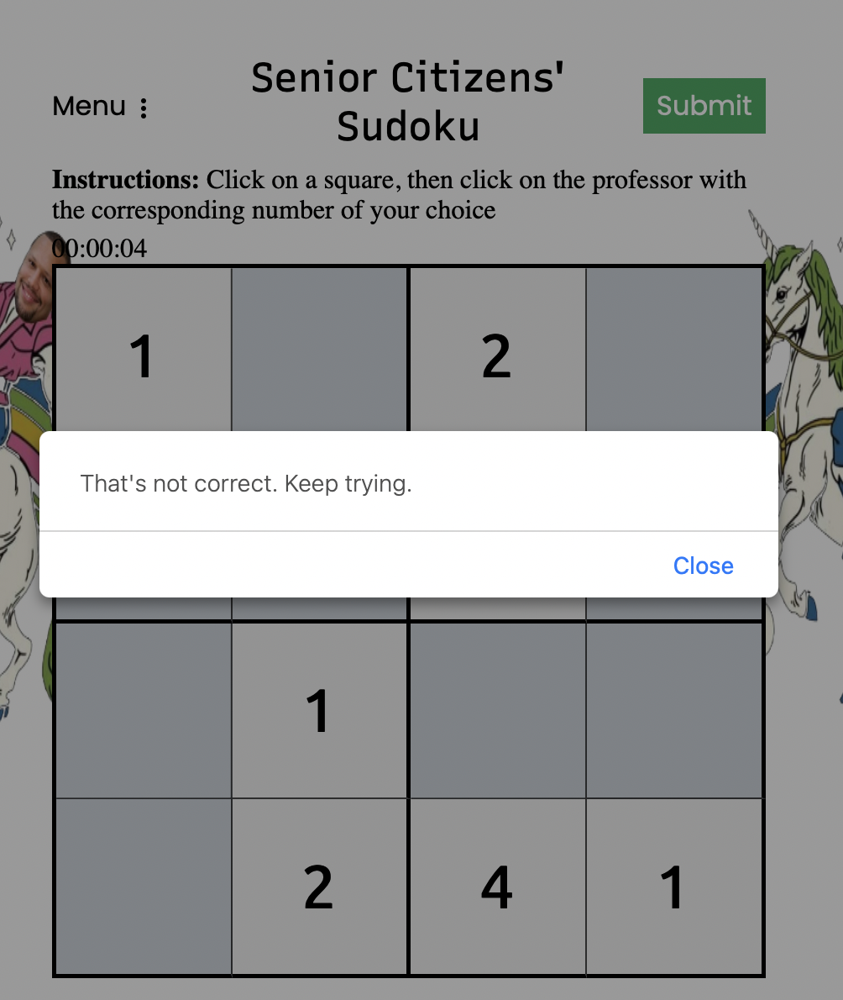 Senior Citizens'
Menu
Submit
Sudoku
Instructions: Click on a square, then click on the professor with
the corresponding number of your choice
00:00:04
1 2
That's not correct. Keep trying.
Close
1
2 4 1